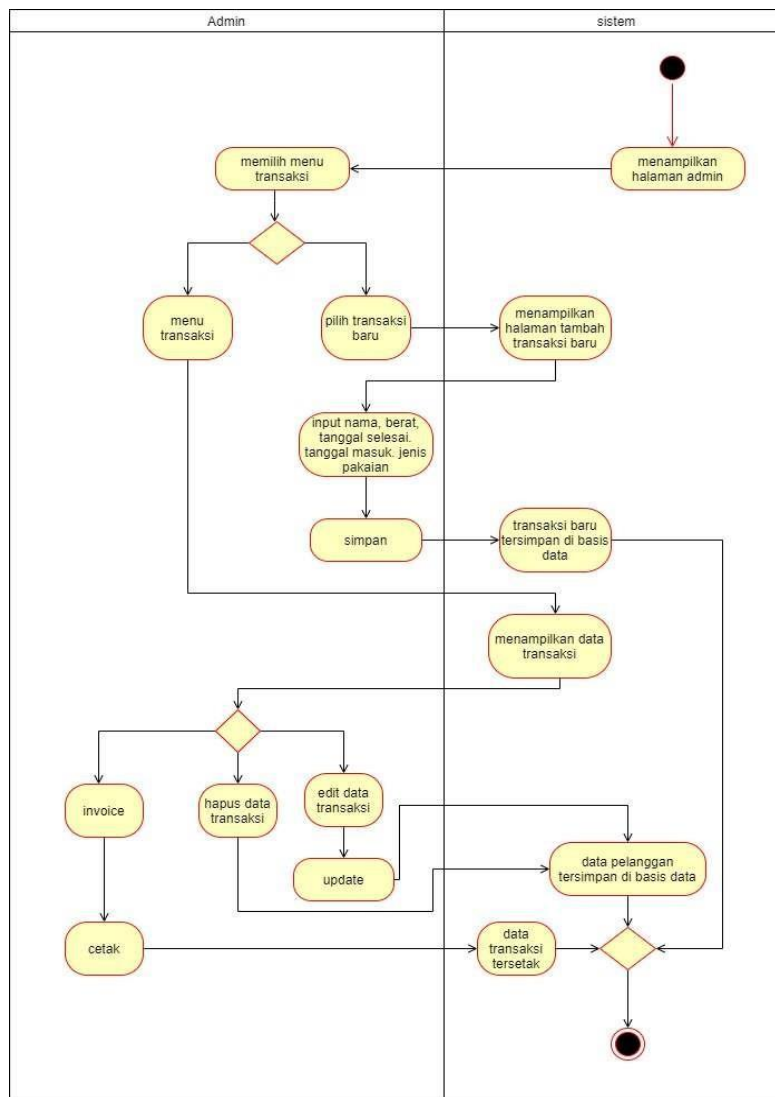 Admin
sistem
memilih menu
transaksi
menampilkan
halaman admin
menu
transaksi
pilih transaksi
baru
menampilkan
halaman tambah
transaksi baru
input nama, berat,
tanggal selesai.
tanggal masuk. jenis
pakaian
simpan
transaksi baru
tersimpan di basis
data
menampilkan data
transaksi
invoice
hapus data
transaksi
edit data
transaksi
update
data pelanggan
tersimpan di basis data
cetak
data
transaksi
tersetak